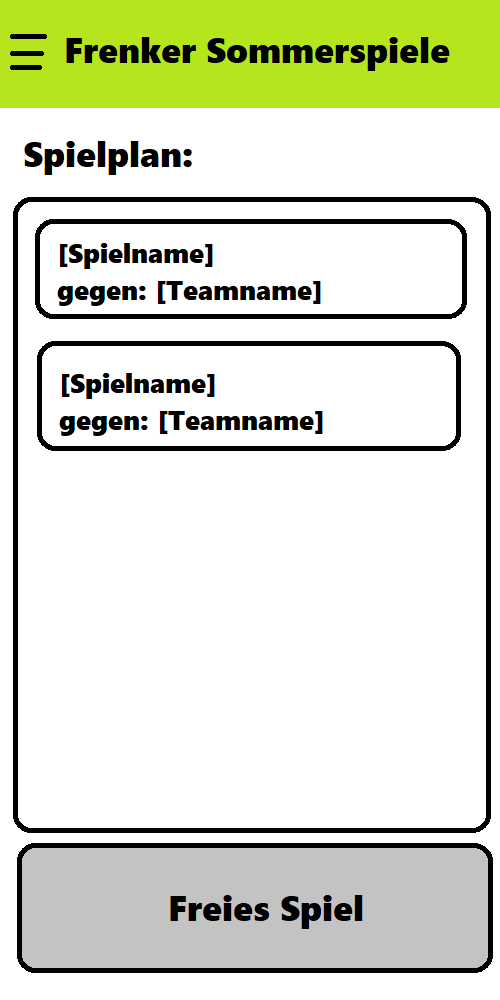 Frenker Sommerspiele
Spielplan:
[Spielname]
gegen: [Teamname]
[Spielname]
gegen: [Teamname]
Freies Spiel